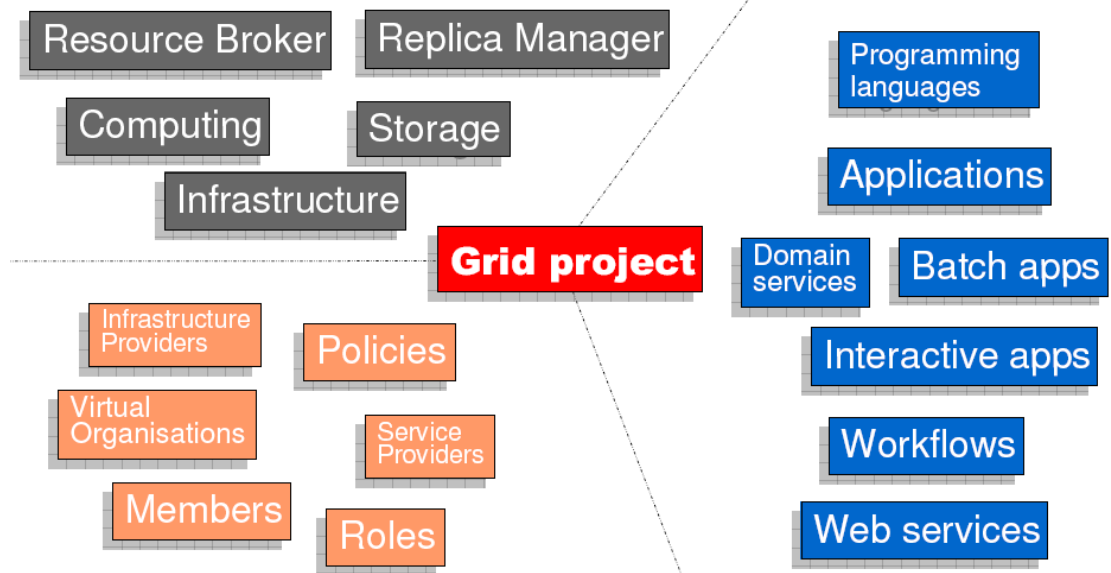 Resource Broker
Replica Manager
Computing
Storage
Infrastructure
Grid project
Programming
languages
Applications
Domain
services
Batch apps
Interactive apps
Workflows
Web services
Infrastructure
Providers
Policies
Virtual
Organisations
Service
Providers
Members
Roles